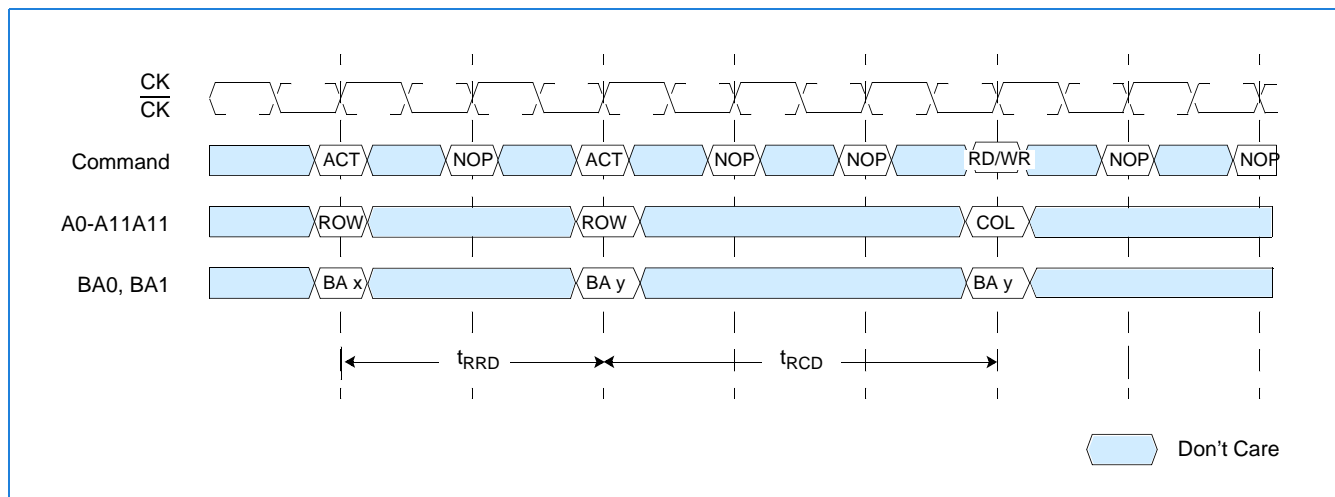 CK
CK
Command
ACT NOP ACT NOP NOP RD/WR NOP NOP
A0-A11A11
ROW ROW COL
BA0, BA1
BA x BA y BA y
tRRD tRCD
Don't Care